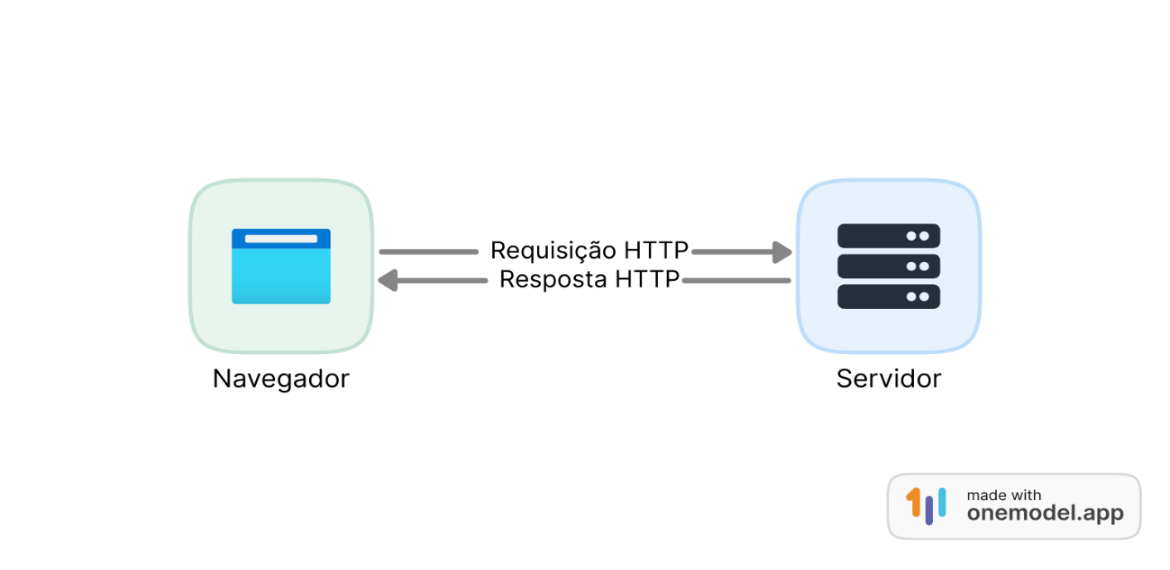 Requisição HTTP
Resposta HTTP
Navegador
Servidor
made with
onemodel.app